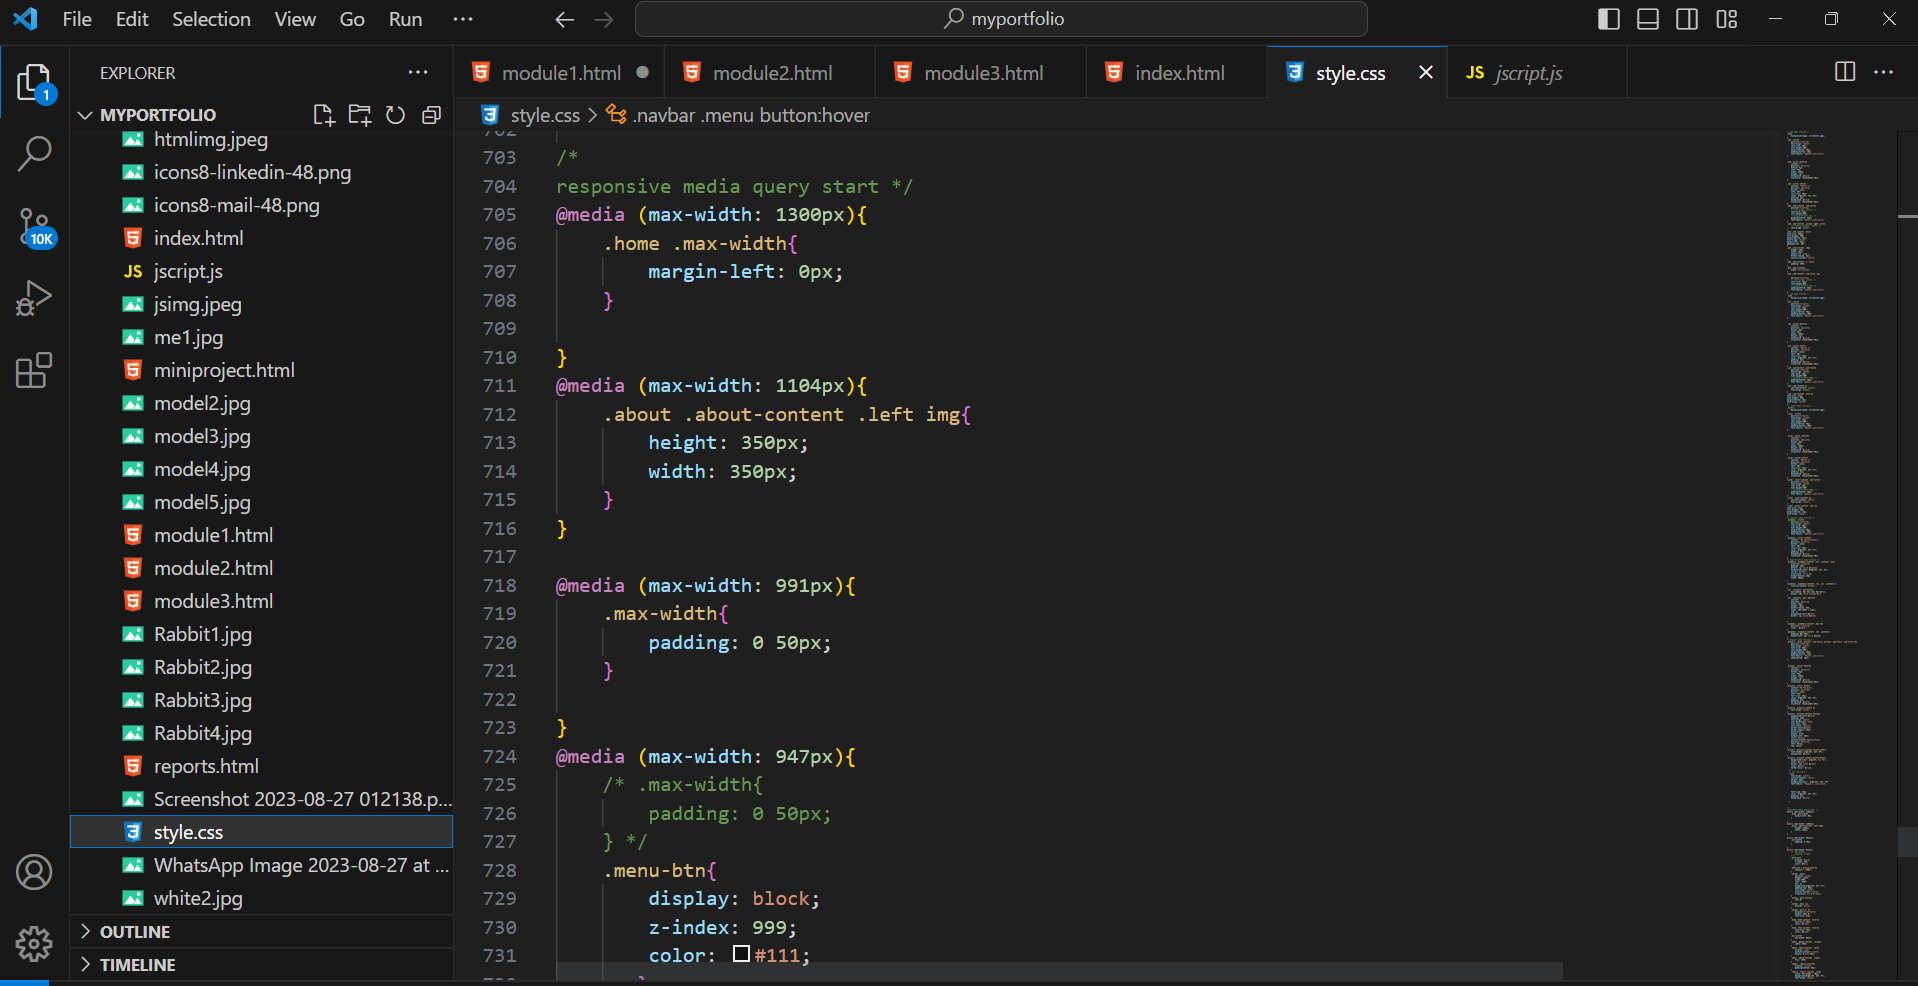 File Edit Selection View Go Run ··· myportfolio
EXPLORER ···
module1.html module2.html module3.html index.html style.css JS jscript.js ···
1
MYPORTFOLIO
style.css > .navbar .menu button:hover
htmlimg.jpeg
icons8-linkedin-48.png
icons8-mail-48.png
index.html
10K
JS jscript.js
jsimg.jpeg
me1.jpg
miniproject.html
model2.jpg
model3.jpg
model4.jpg
model5.jpg
module1.html
module2.html
module3.html
Rabbit1.jpg
Rabbit2.jpg
Rabbit3.jpg
Rabbit4.jpg
reports.html
Screenshot 2023-08-27 012138.p...
style.css
WhatsApp Image 2023-08-27 at ...
white2.jpg
OUTLINE
TIMELINE
702
703 /*
704 responsive media query start */
705 @media (max-width: 1300px){
706 .home .max-width{
707 margin-left: 0px;
708 }
709
710 }
711 @media (max-width: 1104px){
712 .about .about-content .left img{
713 height: 350px;
714 width: 350px;
715 }
716 }
717
718 @media (max-width: 991px){
719 .max-width{
720 padding: 0 50px;
721 }
722
723 }
724 @media (max-width: 947px){
725 /* .max-width{
726 padding: 0 50px;
727 } */
728 .menu-btn{
729 display: block;
730 z-index: 999;
731 color: #111;